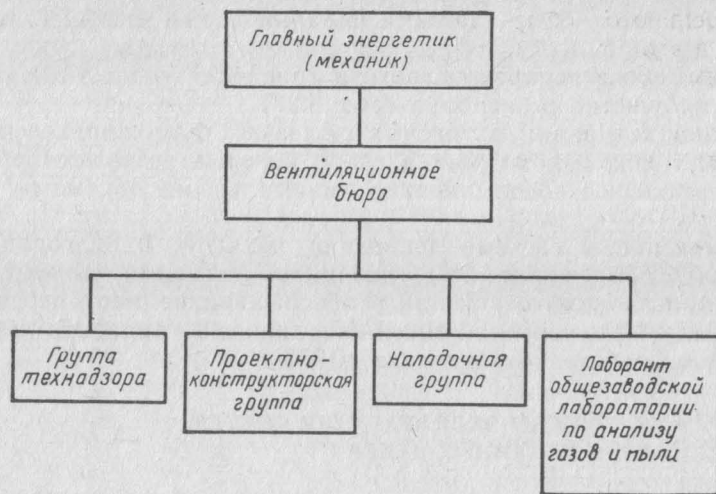 Главный энергетик
(механик)
Вентиляционное
бюро
Группа
технадзора
Проектно-
конструкторская
группа
Наладочная
группа
Лаборант
общезаводской
лаборатории
по анализу
газов и пыли